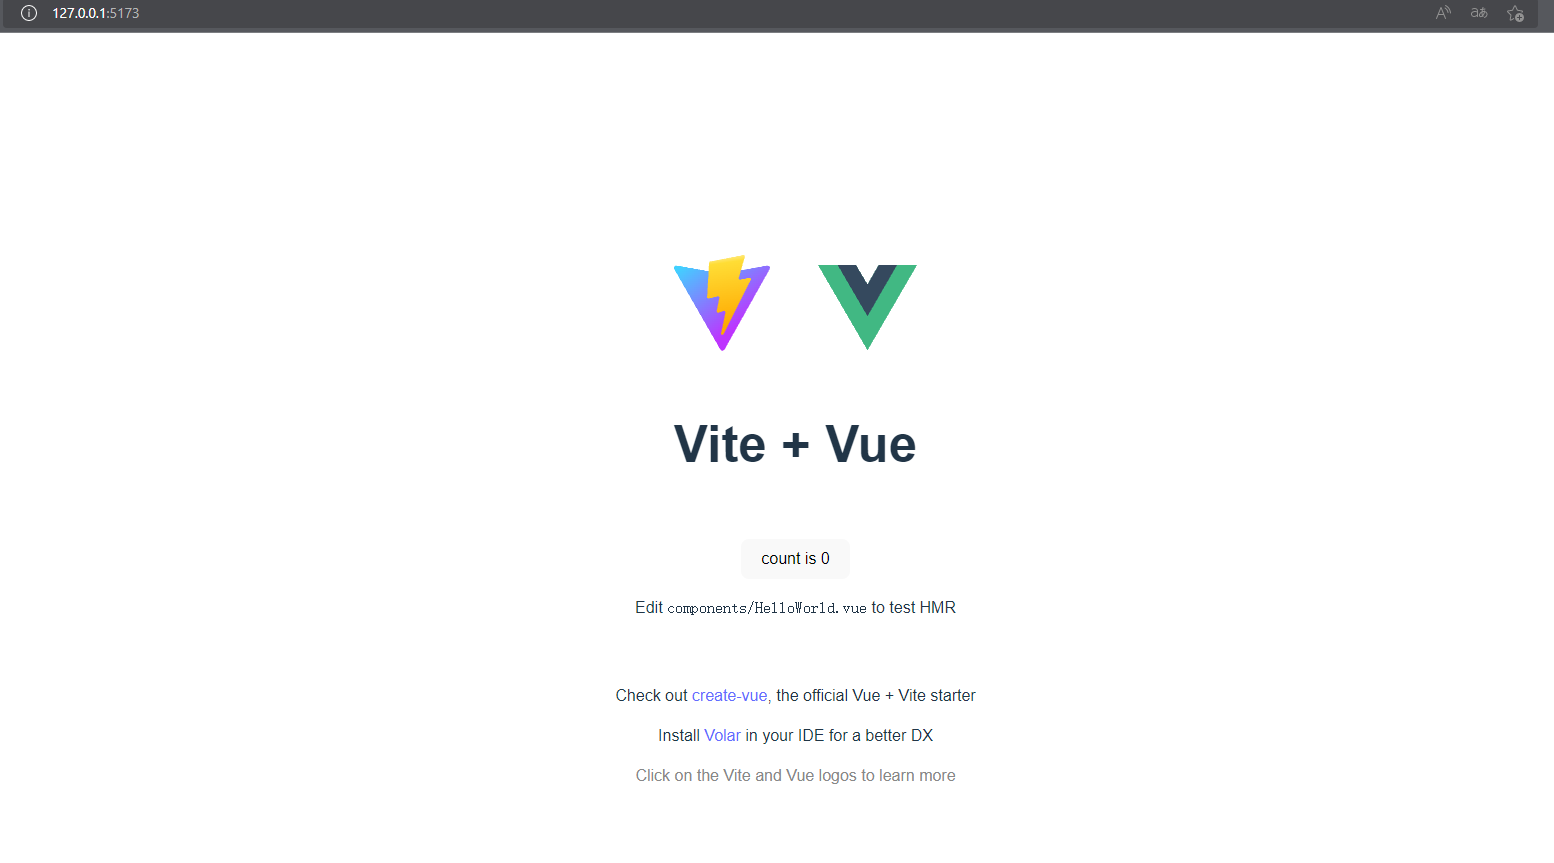 127.0.0.1:5173
Vite + Vue
count is 0
Edit components/HelloWorld.vue to test HMR
Check out create-vue, the official Vue + Vite starter
Install Volar in your IDE for a better DX
Click on the Vite and Vue logos to learn more